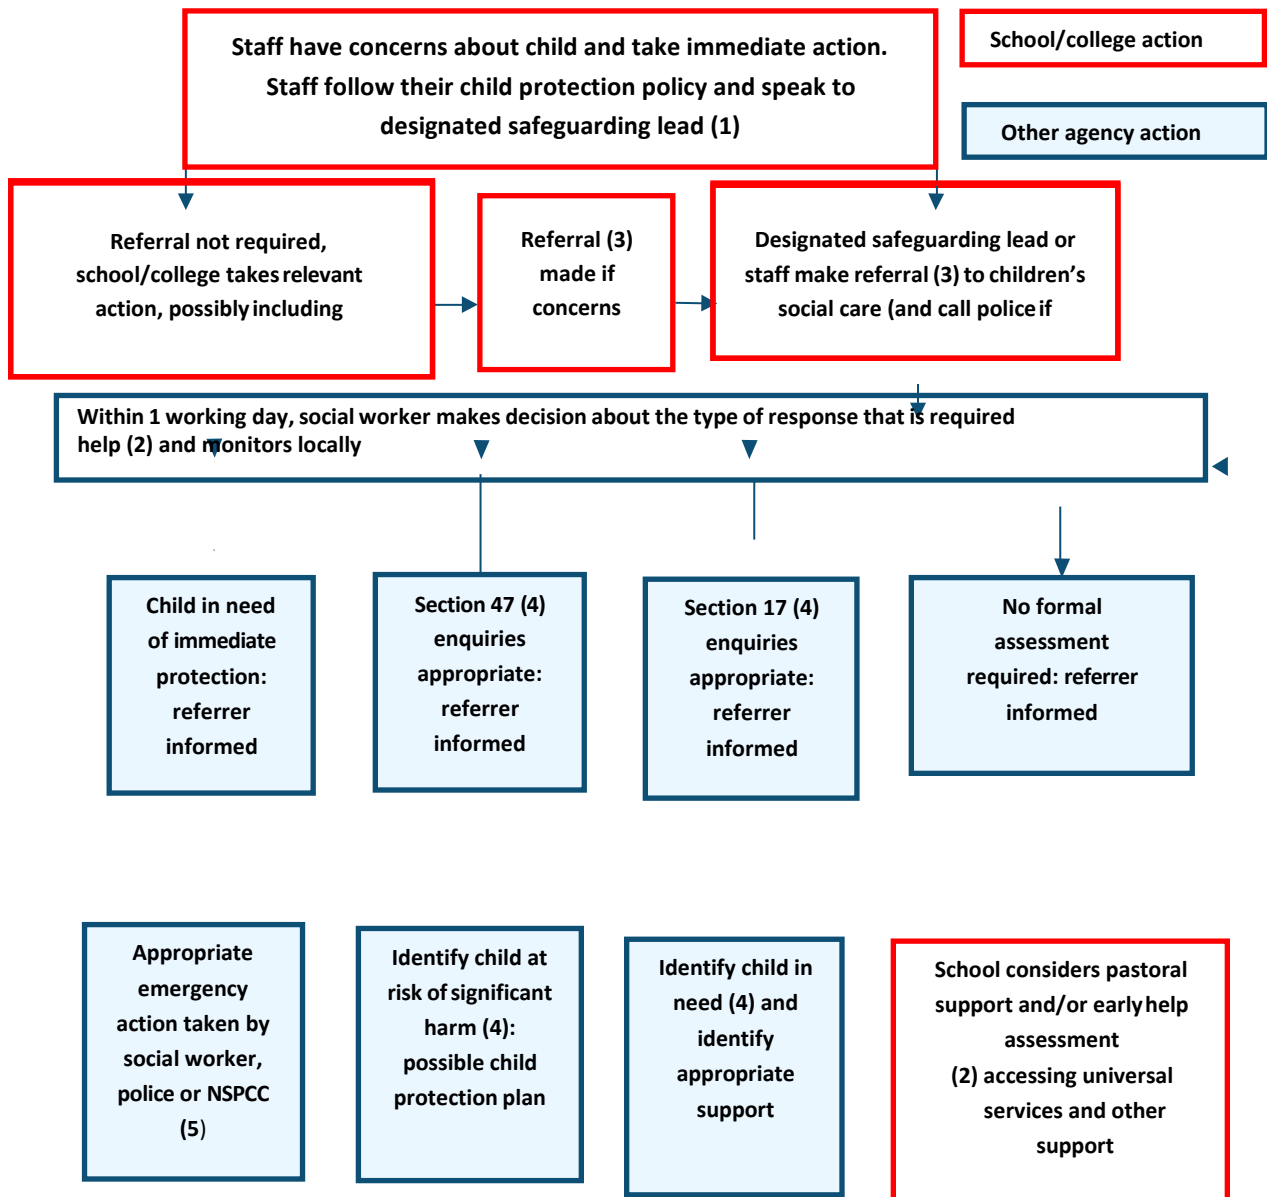 Staff have concerns about child and take immediate action.
Staff follow their child protection policy and speak to
designated safeguarding lead (1)
School/college action
Other agency action
Referral not required,
school/college takes relevant
action, possibly including
Referral (3)
made if
concerns
Designated safeguarding lead or
staff make referral (3) to children’s
social care (and call police if
Within 1 working day, social worker makes decision about the type of response that is required
help (2) and monitors locally
Child in need
of immediate
protection:
referrer
informed
Section 47 (4)
enquiries
appropriate:
referrer
informed
Section 17 (4)
enquiries
appropriate:
referrer
informed
No formal
assessment
required: referrer
informed
Appropriate
emergency
action taken by
social worker,
police or NSPCC
(5)
Identify child at
risk of significant
harm (4):
possible child
protection plan
Identify child in
need (4) and
identify
appropriate
support
School considers pastoral
support and/or early help
assessment
(2) accessing universal
services and other
support